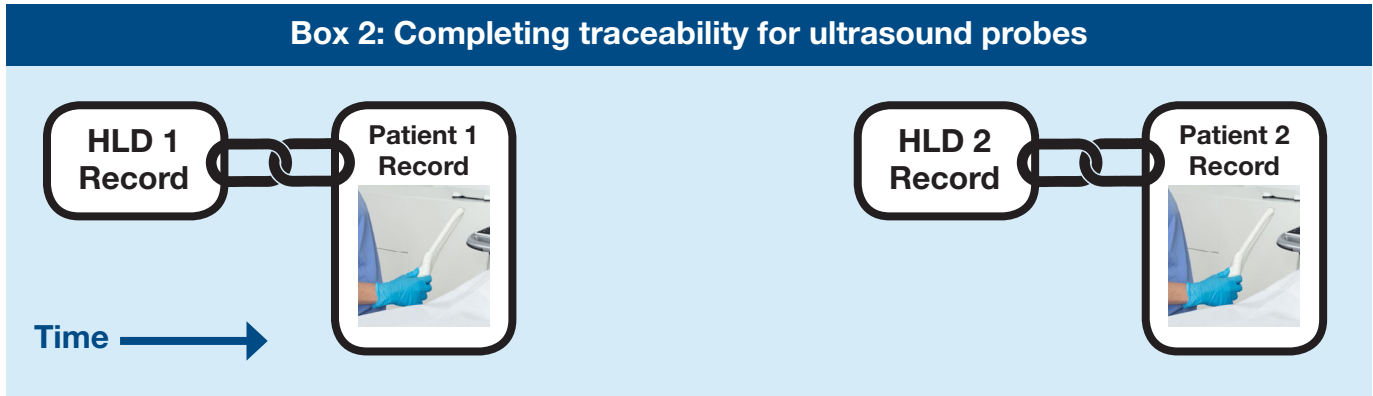 Box 2: Completing traceability for ultrasound probes
HLD 1
Record
Patient 1
Record
HLD 2
Record
Patient 2
Record
Time